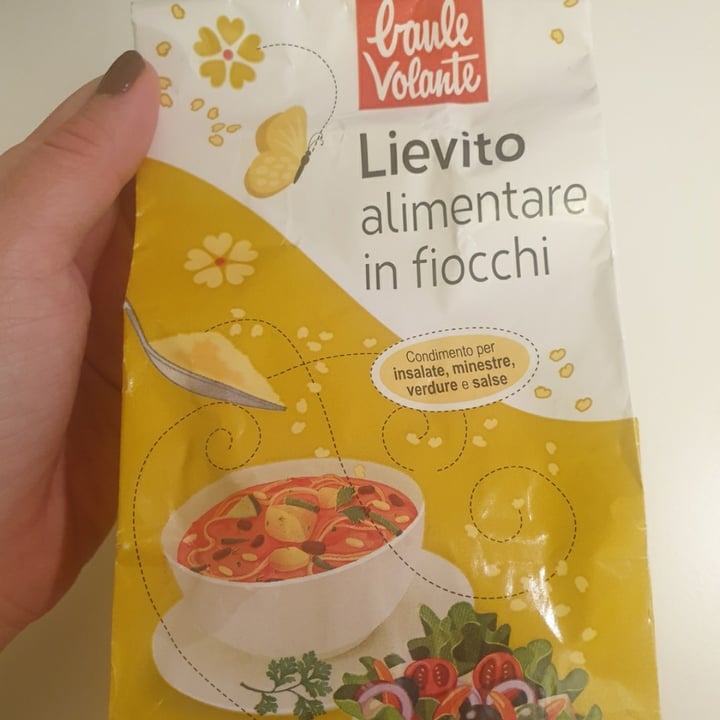 baule
volante
Lievito
alimentare
in fiocchi
Condimento per
insalate, minestre,
verdure e salse